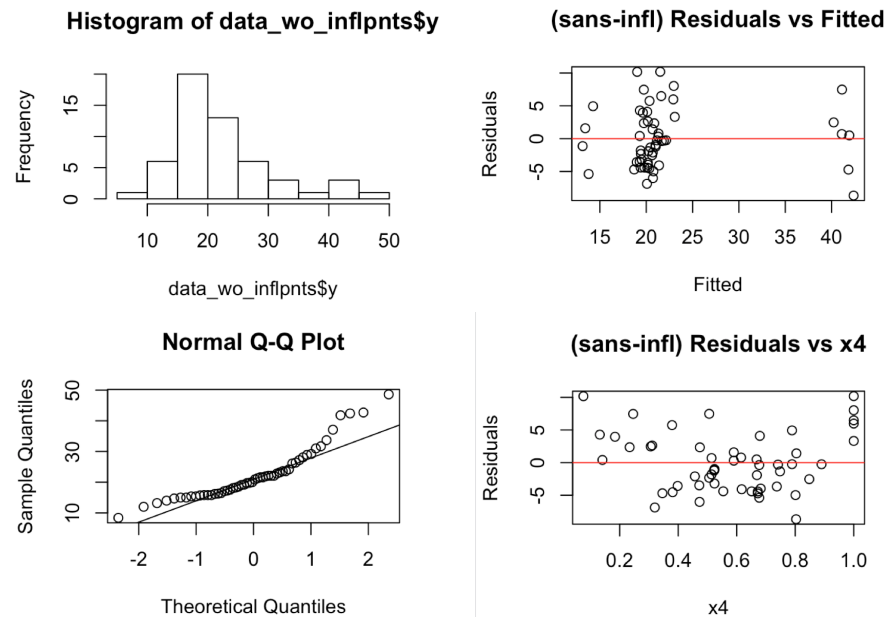 Histogram of data_wo_inflpnts$y
Frequency
15
5
0
10 20 30 40 50
data_wo_inflpnts$y
(sans-infl) Residuals vs Fitted
Residuals
5
0
-5
15 20 25 30 35 40
Fitted
Normal Q-Q Plot
Sample Quantiles
50
30
10
-2 -1 0 1 2
Theoretical Quantiles
(sans-infl) Residuals vs x4
Residuals
5
0
-5
0.2 0.4 0.6 0.8 1.0
x4